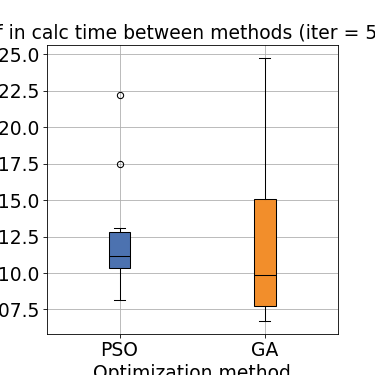 in calc time between methods (iter = 5
25.0
22.5
20.0
17.5
15.0
12.5
10.0
07.5
PSO GA
Optimization method